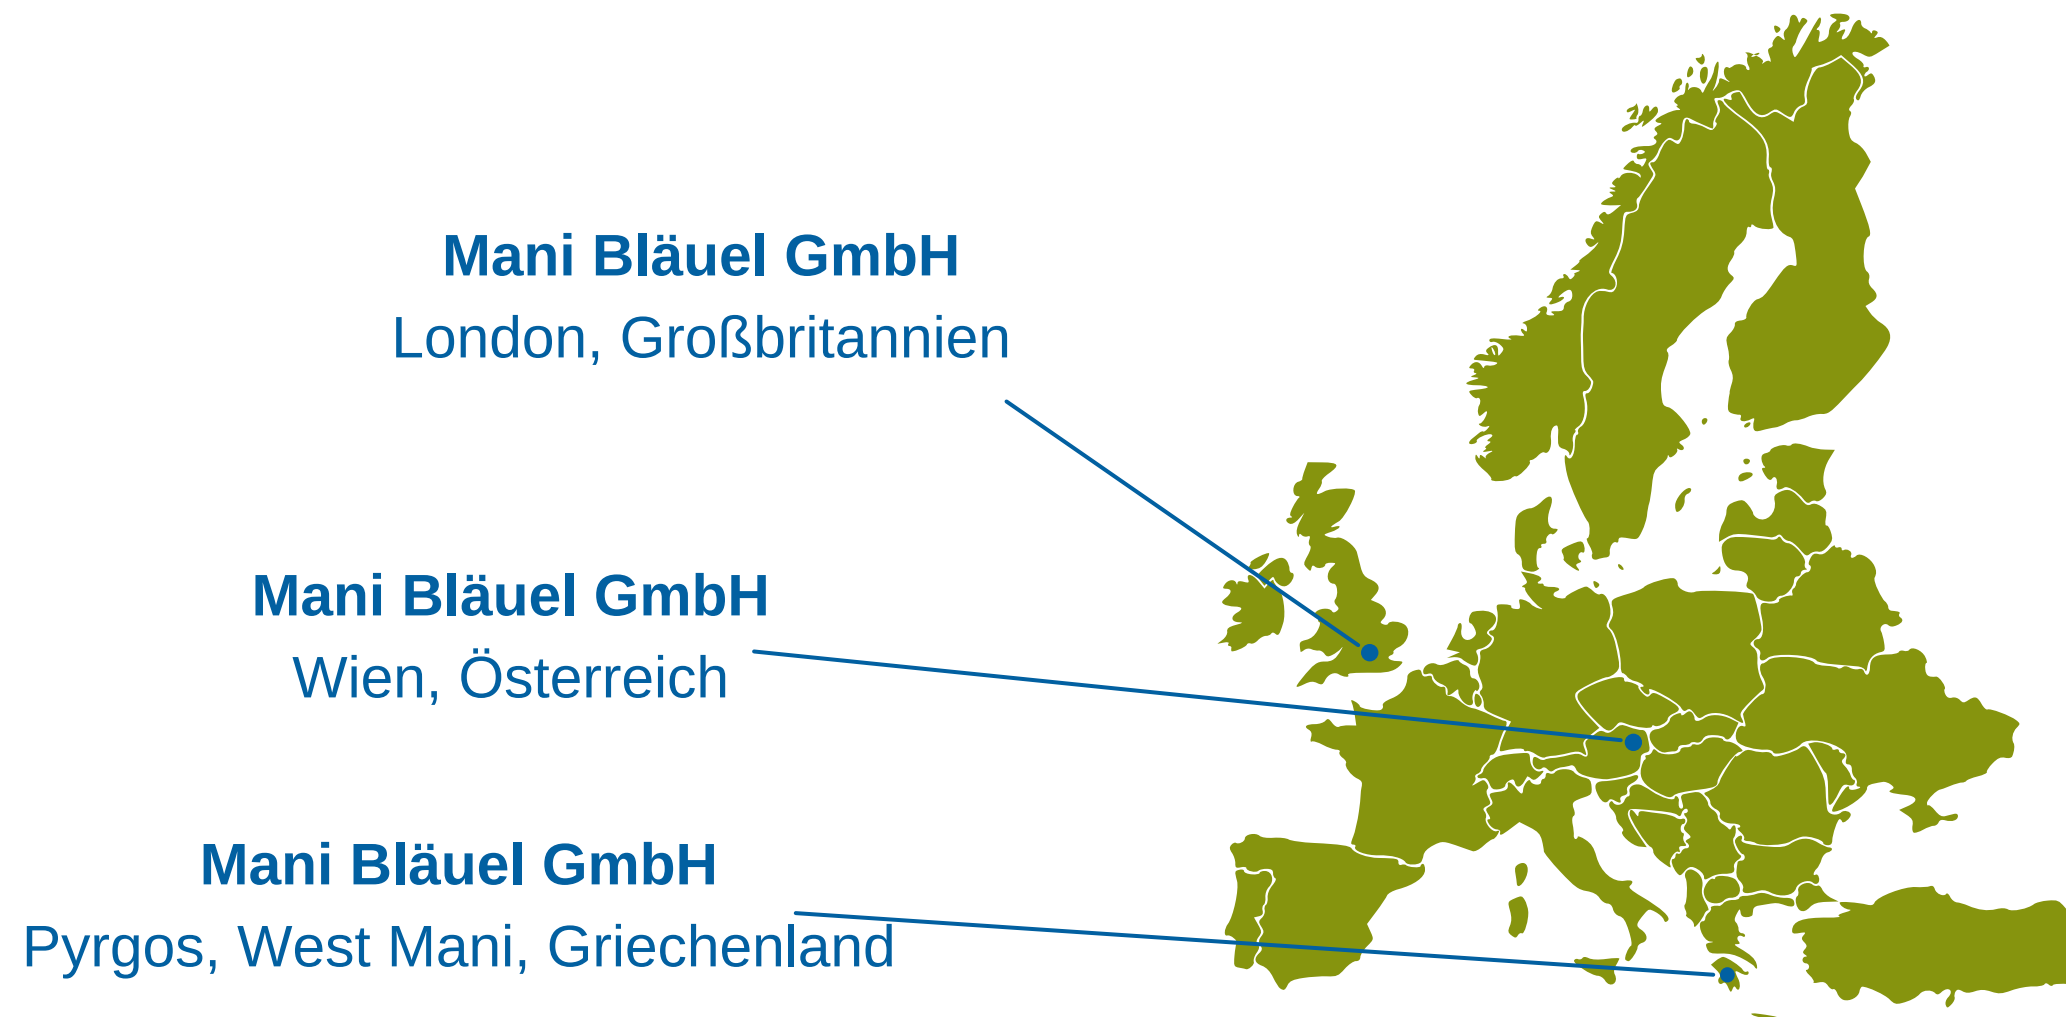 Mani Bläuel GmbH
London, Großbritannien
Mani Bläuel GmbH
Wien, Österreich
Mani Bläuel GmbH
Pyrgos, West Mani, Griechenland